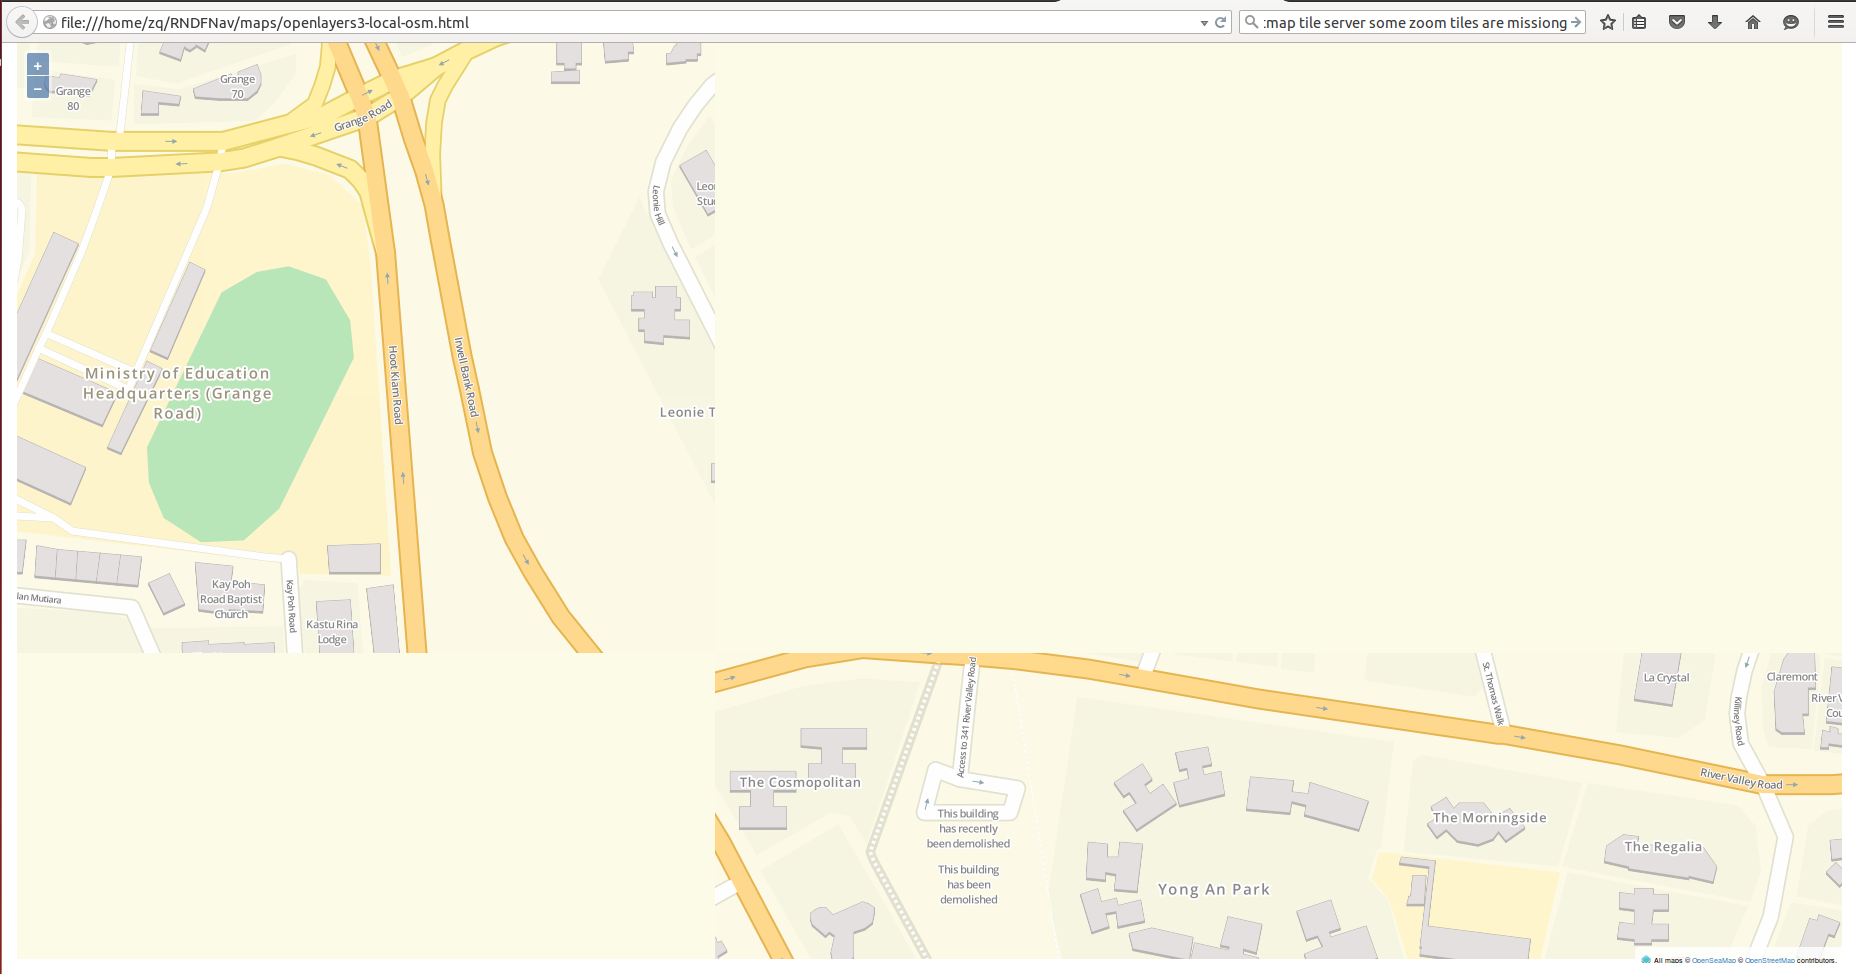 file:///home/zq/RNDFNav/maps/openlayers3-local-osm.html
:map tile server some zoom tiles are missiong
+
−
Grange
80
Grange
70
Grange Road
Leonie Hill
Leo
Stu
Ministry of Education
Headquarters (Grange
Road)
Hoot Kiam Road
Irwell Bank Road
Leonie T
Kay Poh
Road Baptist
Church
Kay Poh Road
lan Mutiara
Kastu Rina
Lodge
Access to 341 River Valley Road
St. Thomas Walk
La Crystal
Killiney Road
Claremont
River V
Cou
The Cosmopolitan
River Valley Road
This building
has recently
been demolished
The Morningside
The Regalia
This building
has been
demolished
Yong An Park
All maps © OpenSeaMap © OpenStreetMap contributors.